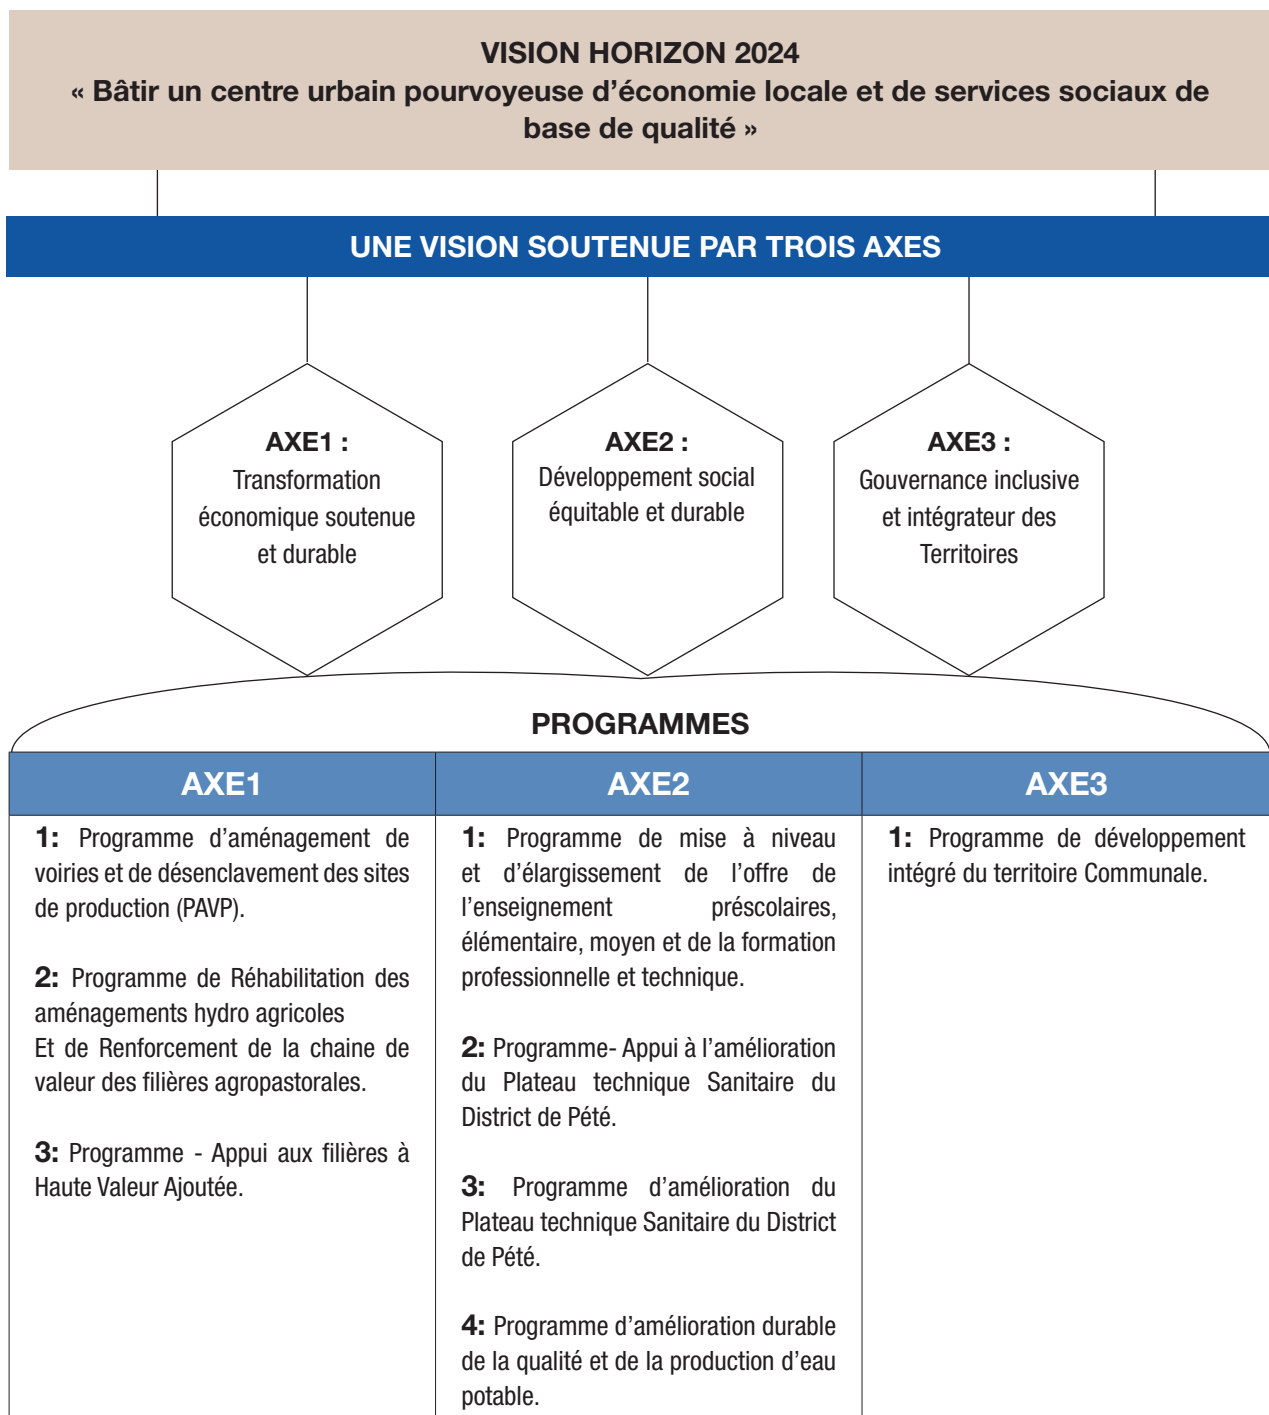 VISION HORIZON 2024
« Bâtir un centre urbain pourvoyeuse d’économie locale et de services sociaux de
base de qualité »
UNE VISION SOUTENUE PAR TROIS AXES
AXE1 :
Transformation
économique soutenue
et durable
AXE2 :
Développement social
équitable et durable
AXE3 :
Gouvernance inclusive
et intégrateur des
Territoires
PROGRAMMES
AXE1
1: Programme d’aménagement de
voiries et de désenclavement des sites
de production (PAVP).
2: Programme de Réhabilitation des
aménagements hydro agricoles
Et de Renforcement de la chaine de
valeur des filières agropastorales.
3: Programme - Appui aux filières à
Haute Valeur Ajoutée.
AXE2
1: Programme de mise à niveau
et d’élargissement de l’offre de
l’enseignement préscolaires,
élémentaire, moyen et de la formation
professionnelle et technique.
2: Programme- Appui à l’amélioration
du Plateau technique Sanitaire du
District de Pété.
3: Programme d’amélioration du
Plateau technique Sanitaire du District
de Pété.
4: Programme d’amélioration durable
de la qualité et de la production d’eau
potable.
AXE3
1: Programme de développement
intégré du territoire Communale.